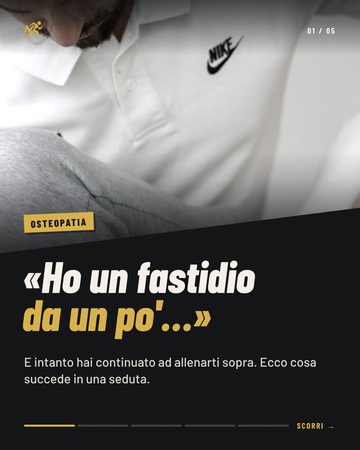 01 / 05
NIKE
OSTEOPATIA
«Ho un fastidio
da un po'...»
E intanto hai continuato ad allenarti sopra. Ecco cosa
succede in una seduta.
SCORRI →